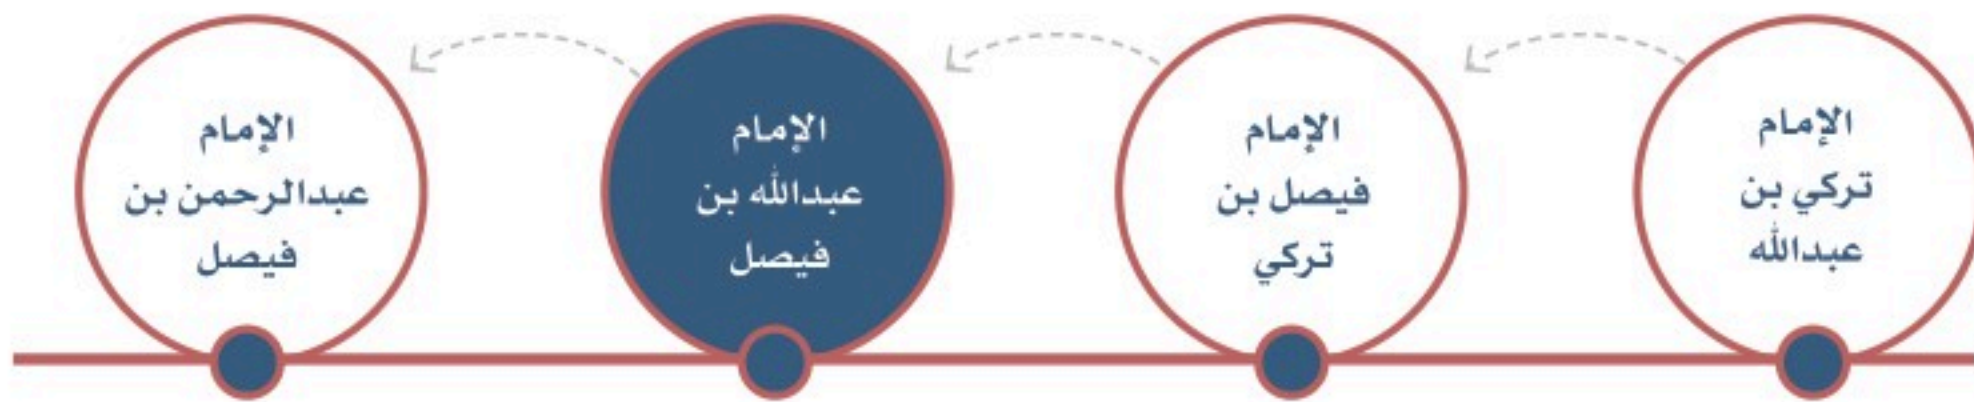 الإمام
تركي بن
عبدالله
الإمام
فيصل بن
تركي
الإمام
عبدالله بن
فيصل
الإمام
عبدالرحمن بن
فيصل